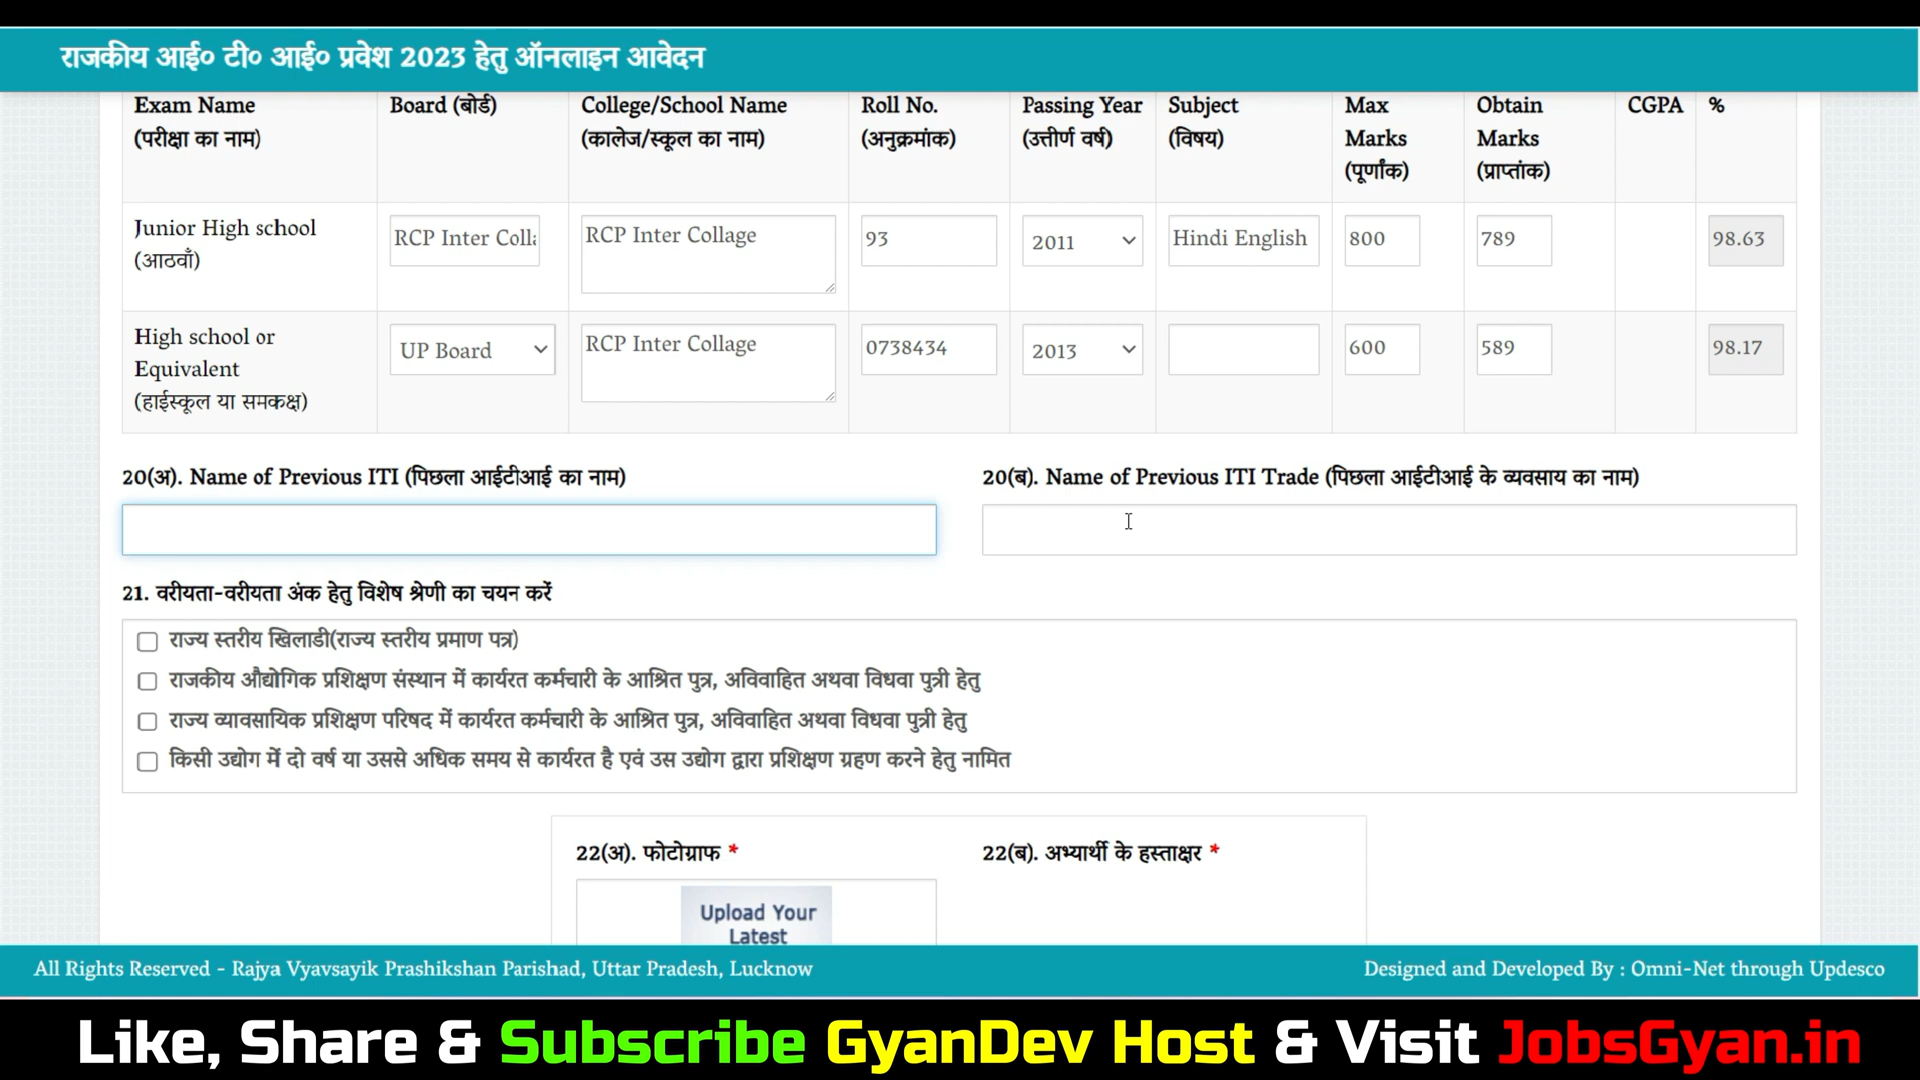 राजकीय आई० टी० आई० प्रवेश 2023 हेतु ऑनलाइन आवेदन
Exam Name (परीक्षा का नाम)
Board (बोर्ड)
College/School Name (कालेज/स्कूल का नाम)
Roll No. (अनुक्रमांक)
Passing Year (उत्तीर्ण वर्ष)
Subject (विषय)
Max Marks (पूर्णांक)
Obtain Marks (प्राप्तांक)
CGPA
%
Junior High school (आठवाँ)
RCP Inter
RCP Inter Collage
93
2011
Hindi English
800
789
98.63
High school or Equivalent (हाईस्कूल या समकक्ष)
UP Board
RCP Inter Collage
0738434
2013
600
589
98.17
20(अ). Name of Previous ITI (पिछला आईटीआई का नाम)
20(ब). Name of Previous ITI Trade (पिछला आईटीआई के व्यवसाय का नाम)
21. वरीयता-वरीयता अंक हेतु विशेष श्रेणी का चयन करें
राज्य स्तरीय खिलाडी(राज्य स्तरीय प्रमाण पत्र)
राजकीय औद्योगिक प्रशिक्षण संस्थान में कार्यरत कर्मचारी के आश्रित पुत्र, अविवाहित अथवा विधवा पुत्री हेतु
राज्य व्यावसायिक प्रशिक्षण परिषद में कार्यरत कर्मचारी के आश्रित पुत्र, अविवाहित अथवा विधवा पुत्री हेतु
किसी उद्योग में दो वर्ष या उससे अधिक समय से कार्यरत है एवं उस उद्योग द्वारा प्रशिक्षण ग्रहण करने हेतु नामित
22(अ). फोटोग्राफ *
22(ब). अभ्यार्थी के हस्ताक्षर *
Upload Your
Latest
All Rights Reserved - Rajya Vyavsayik Prashikshan Parishad, Uttar Pradesh, Lucknow
Designed and Developed By : Omni-Net through Updesco
Like, Share & Subscribe GyanDev Host & Visit JobsGyan.in